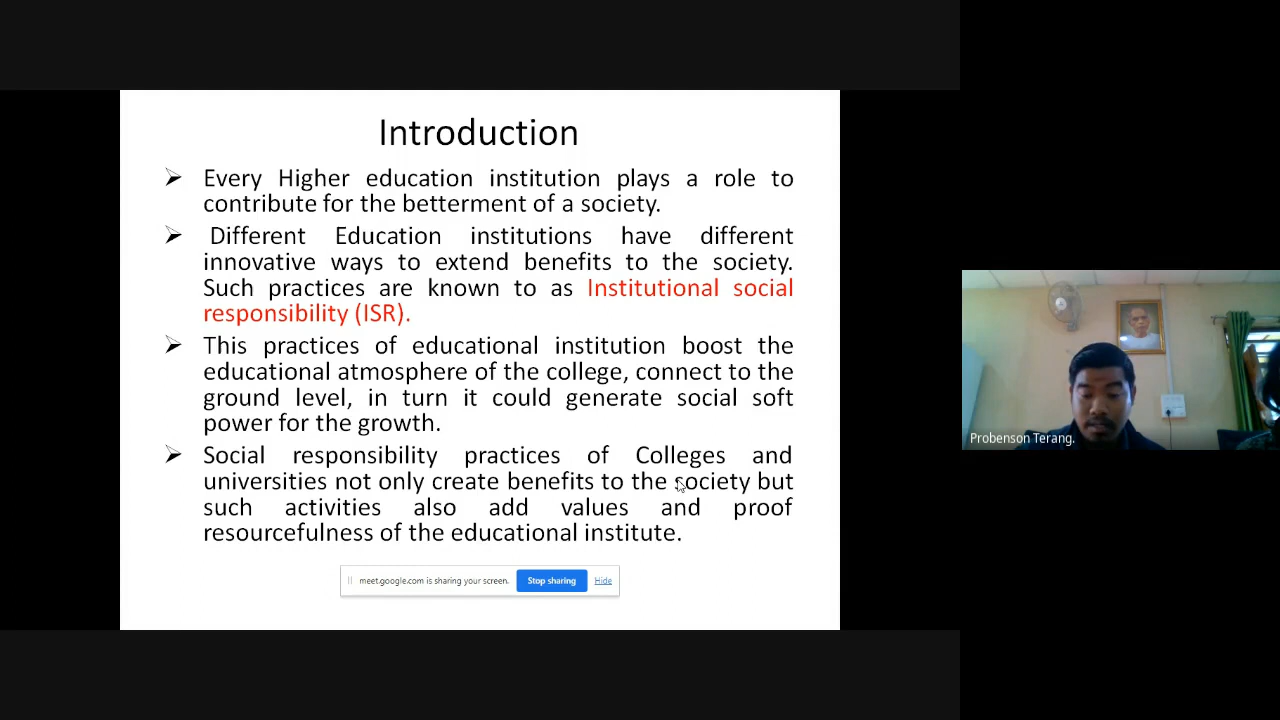 Introduction
➢ Every Higher education institution plays a role to
contribute for the betterment of a society.
➢ Different Education institutions have different
innovative ways to extend benefits to the society.
Such practices are known to as Institutional social
responsibility (ISR).
➢ This practices of educational institution boost the
educational atmosphere of the college, connect to the
ground level, in turn it could generate social soft
power for the growth.
➢ Social responsibility practices of Colleges and
universities not only create benefits to the society but
such activities also add values and proof
resourcefulness of the educational institute.
meet.google.com is sharing your screen. Stop sharing Hide
Probenson Terang.